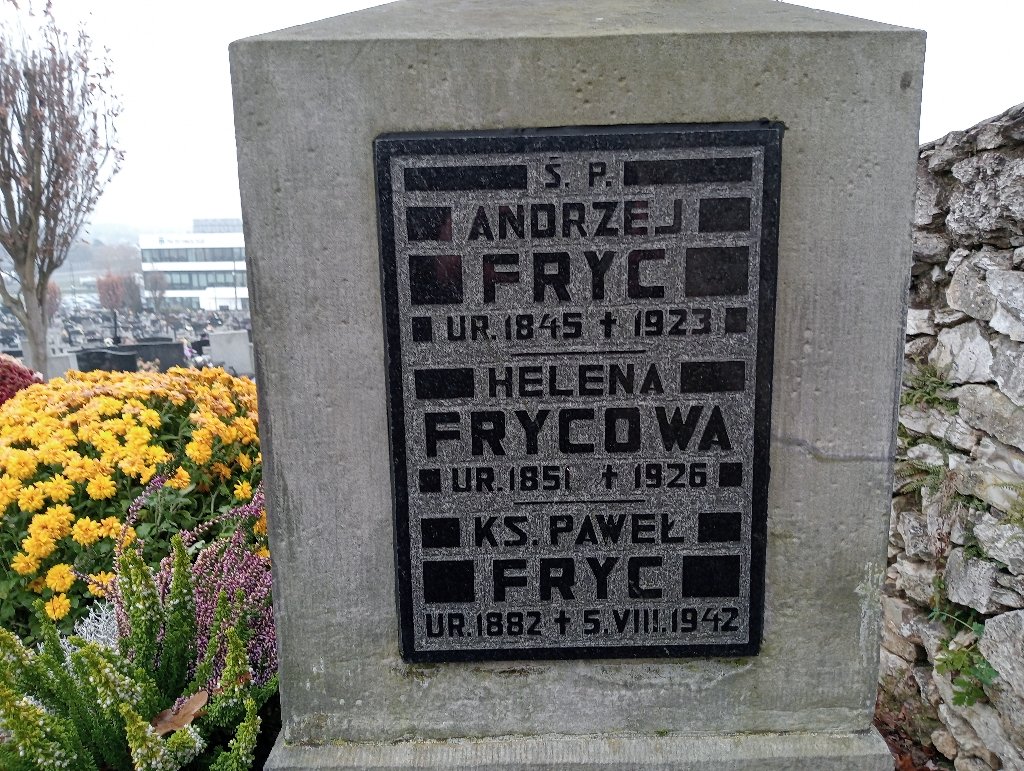 Ś. P.
ANDRZEJ
FRYC
UR. 1845 ✝ 1923
HELENA
FRYCOWA
UR. 1851 ✝ 1926
KS. PAWEŁ
FRYC
UR. 1882 ✝ 5.VIII.1942